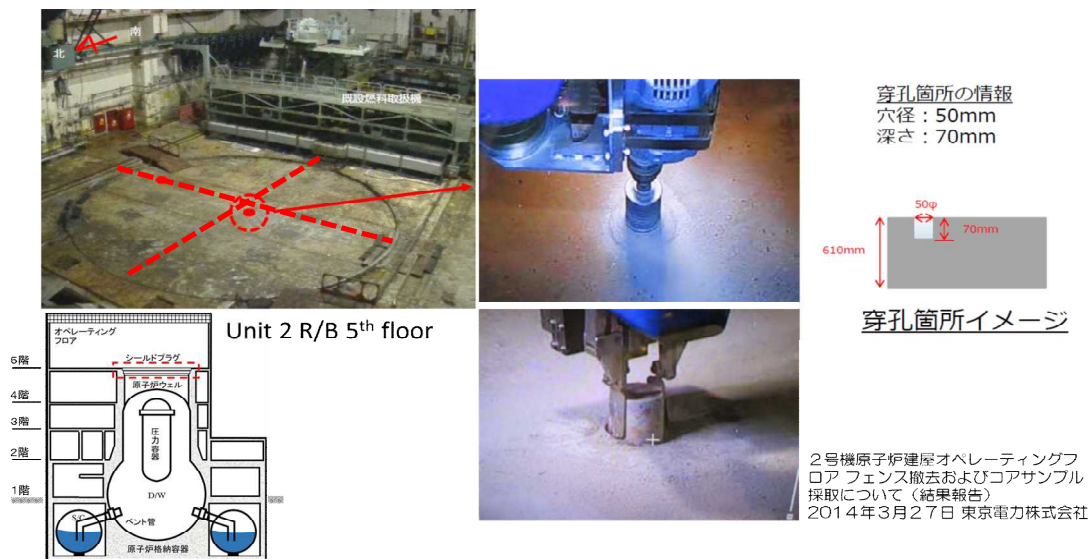 北
南
既設燃料取扱機
穿孔箇所の情報
穴径：50mm
深さ：70mm
50φ
70mm
610mm
穿孔箇所イメージ
Unit 2 R/B 5th floor
オペレーティング
フロア
シールドプラグ
5階
原子炉ウェル
4階
3階
圧力容器
2階
1階
D/W
S/C
ベント管
原子炉格納容器
２号機原子炉建屋オペレーティングフ
ロア フェンス撤去およびコアサンプル
採取について（結果報告）
２０１４年３月２７日 東京電力株式会社